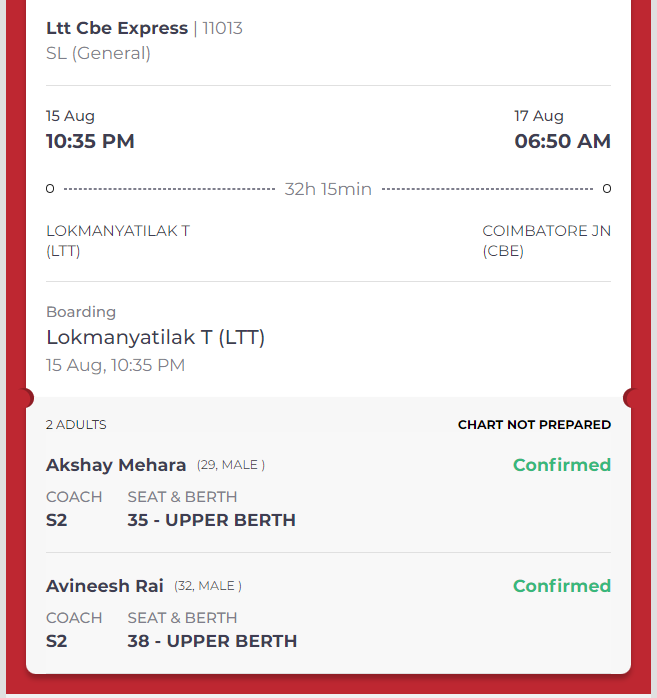 Ltt Cbe Express | 11013
SL (General)
15 Aug 17 Aug
10:35 PM 06:50 AM
32h 15min
LOKMANYATILAK T COIMBATORE JN
(LTT) (CBE)
Boarding
Lokmanyatilak T (LTT)
15 Aug, 10:35 PM
2 ADULTS CHART NOT PREPARED
Akshay Mehara (29, MALE ) Confirmed
COACH SEAT & BERTH
S2 35 - UPPER BERTH
Avineesh Rai (32, MALE ) Confirmed
COACH SEAT & BERTH
S2 38 - UPPER BERTH